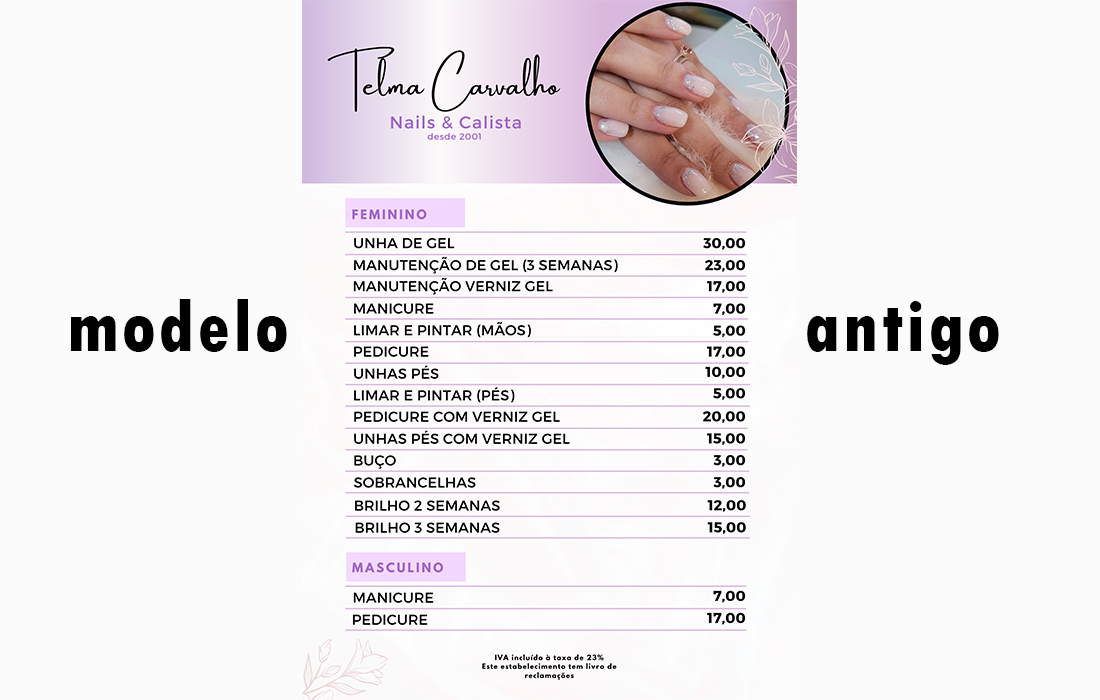 Telma Carvalho
Nails & Calista
desde 2001
modelo
antigo
FEMININO
UNHA DE GEL 30,00
MANUTENÇÃO DE GEL (3 SEMANAS) 23,00
MANUTENÇÃO VERNIZ GEL 17,00
MANICURE 7,00
LIMAR E PINTAR (MÃOS) 5,00
PEDICURE 17,00
UNHAS PÉS 10,00
LIMAR E PINTAR (PÉS) 5,00
PEDICURE COM VERNIZ GEL 20,00
UNHAS PÉS COM VERNIZ GEL 15,00
BUÇO 3,00
SOBRANCELHAS 3,00
BRILHO 2 SEMANAS 12,00
BRILHO 3 SEMANAS 15,00
MASCULINO
MANICURE 7,00
PEDICURE 17,00
IVA incluído à taxa de 23%
Este estabelecimento tem livro de
reclamações